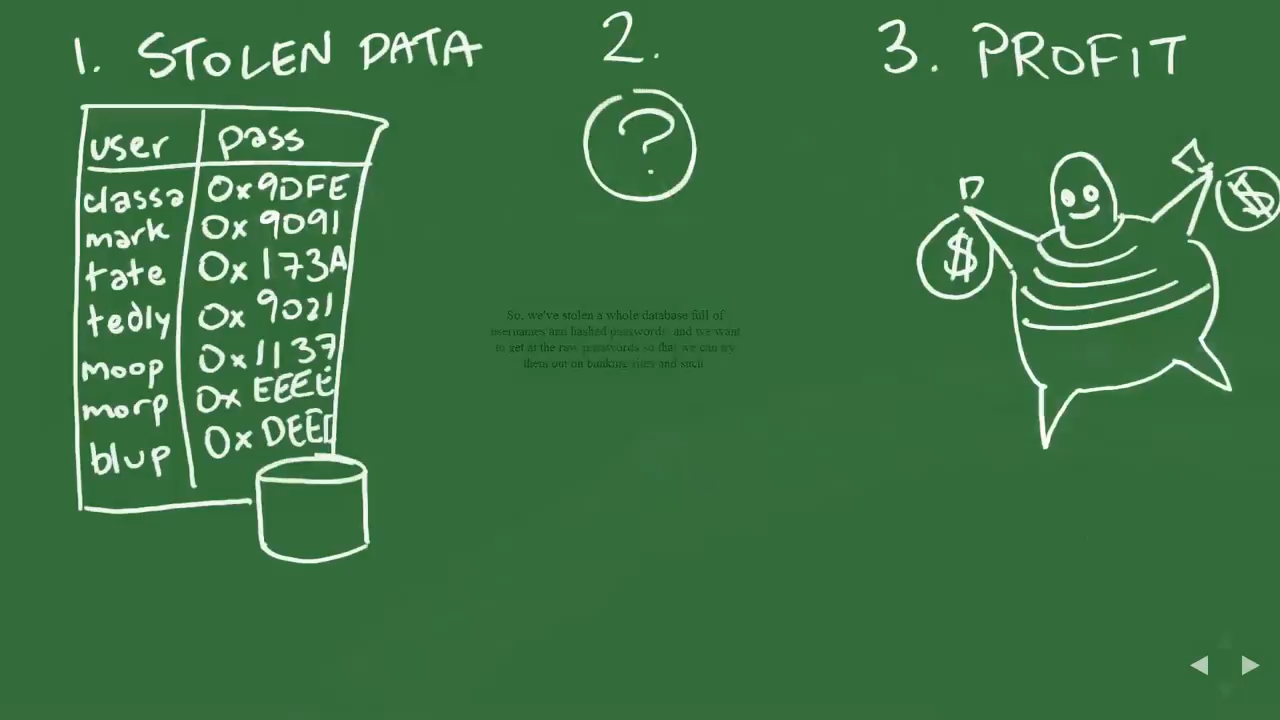 1. STOLEN DATA
2.
3. PROFIT
user pass
classa 0x9DFE
mark 0x9091
tate 0x173A
tedly 0x9021
moop 0x1137
morp 0xEEEE
blup 0xDEED
?
$
$
So, we've stolen a whole database full of
usernames and hashed passwords, and we want
to get at the raw passwords so that we can try
them out on banking sites and such